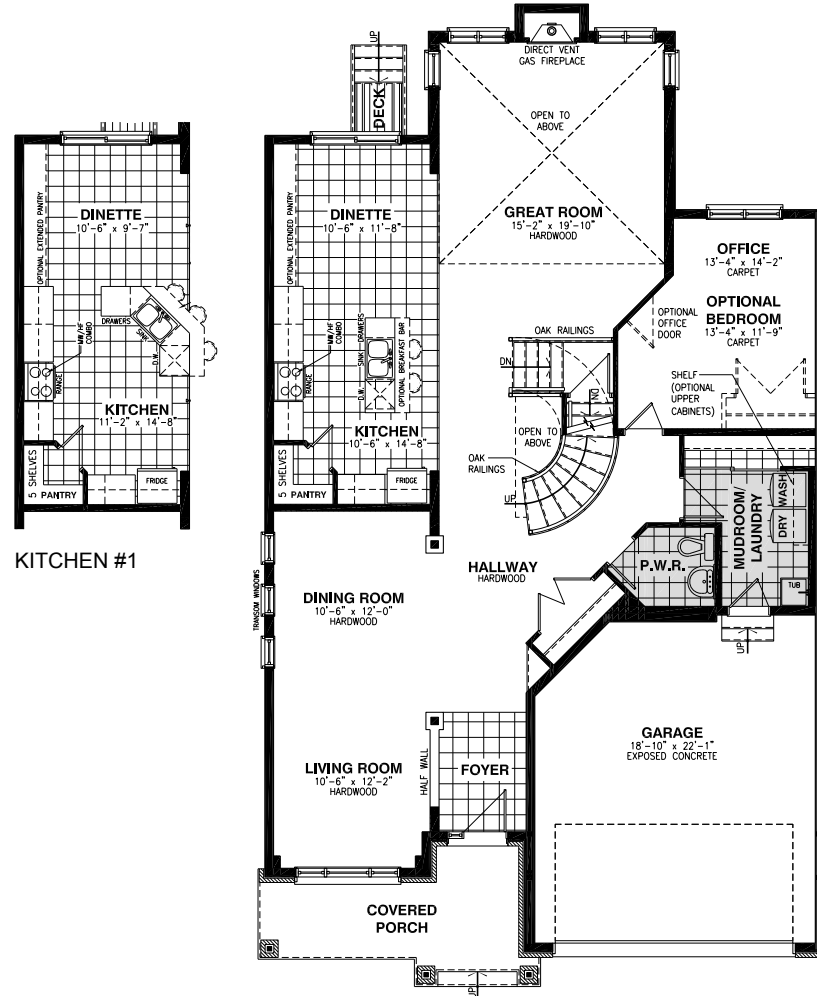 DINETTE
10'-6" x 9'-7"
OPTIONAL EXTENDED PANTRY
DRAWERS
SINK
D.W.
MW/HF
COMBO
RANGE
KITCHEN
11'-2" x 14'-8"
5 SHELVES
PANTRY
FRIDGE
KITCHEN #1
UP
DECK
DIRECT VENT
GAS FIREPLACE
OPEN TO
ABOVE
DINETTE
10'-6" x 11'-8"
OPTIONAL EXTENDED PANTRY
GREAT ROOM
15'-2" x 19'-10"
HARDWOOD
OFFICE
13'-4" x 14'-2"
CARPET
OPTIONAL
BEDROOM
13'-4" x 11'-9"
CARPET
OPTIONAL
OFFICE
DOOR
OAK RAILINGS
DN
DN
SHELF
(OPTIONAL
UPPER
CABINETS)
MW/HF
COMBO
RANGE
DRAWERS
SINK
D.W.
OPTIONAL BREAKFAST BAR
KITCHEN
10'-6" x 14'-8"
OPEN TO
ABOVE
OAK
RAILINGS
UP
5 SHELVES
PANTRY
FRIDGE
MUDROOM/
LAUNDRY
WASH
DRY
TUB
P.W.R.
HALLWAY
HARDWOOD
TRANSOM WINDOWS
DINING ROOM
10'-6" x 12'-0"
HARDWOOD
UP
GARAGE
18'-10" x 22'-1"
EXPOSED CONCRETE
LIVING ROOM
10'-6" x 12'-2"
HARDWOOD
HALF WALL
FOYER
COVERED
PORCH
UP